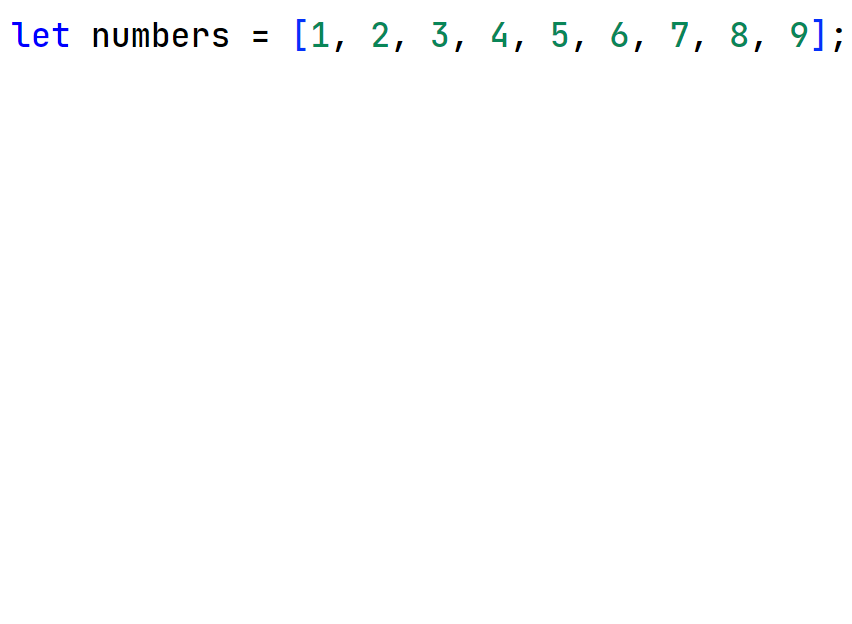 let numbers = [1, 2, 3, 4, 5, 6, 7, 8, 9];